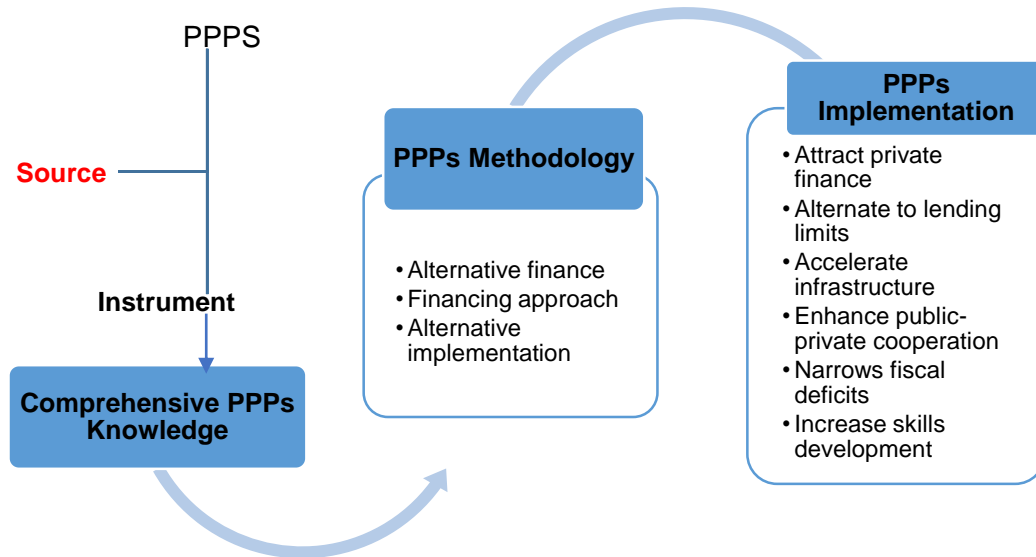 PPPS
Source
Instrument
Comprehensive PPPs
Knowledge
PPPs Methodology
• Alternative finance
• Financing approach
• Alternative
implementation
PPPs
Implementation
• Attract private
finance
• Alternate to lending
limits
• Accelerate
infrastructure
• Enhance public-
private cooperation
• Narrows fiscal
deficits
• Increase skills
development